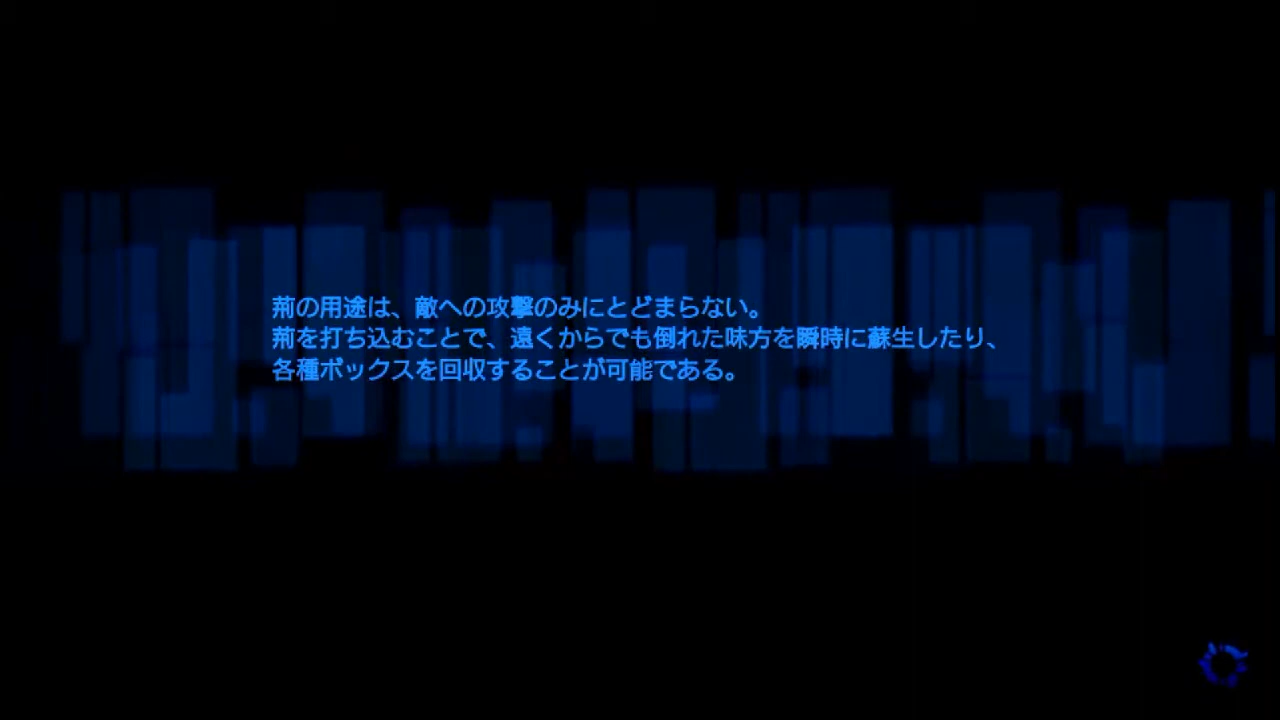 荊の用途は、敵への攻撃のみにとどまらない。
荊を打ち込むことで、遠くからでも倒れた味方を瞬時に蘇生したり、
各種ボックスを回収することが可能である。